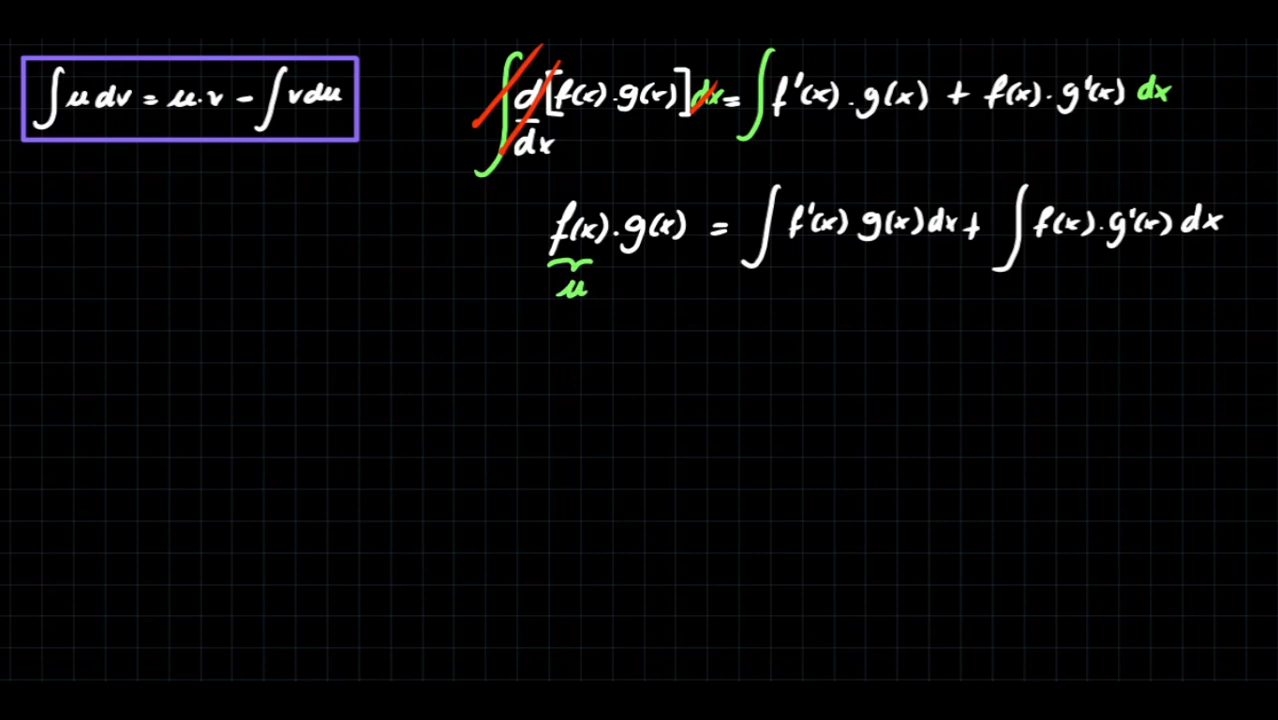 ∫ u dv = u.v - ∫ v du
∫ d/dx [f(x).g(x)] dx = ∫ f'(x).g(x) + f(x).g'(x) dx
f(x).g(x) = ∫ f'(x) g(x) dx + ∫ f(x).g'(x) dx
u